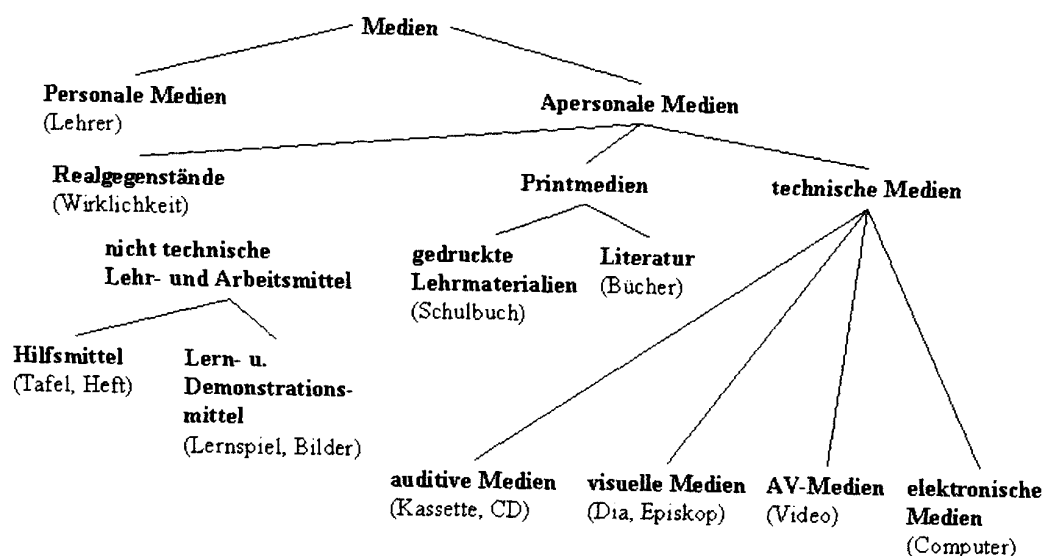 Medien
Personale Medien
(Lehrer)
Apersonale Medien
Realgegenstände
(Wirklichkeit)
Printmedien
technische Medien
nicht technische
Lehr- und Arbeitsmittel
gedruckte
Lehrmaterialien
(Schulbuch)
Literatur
(Bücher)
Hilfsmittel
(Tafel, Heft)
Lern- u.
Demonstrations-
mittel
(Lernspiel, Bilder)
auditive Medien
(Kassette, CD)
visuelle Medien
(Dia, Episkop)
AV-Medien
(Video)
elektronische
Medien
(Computer)